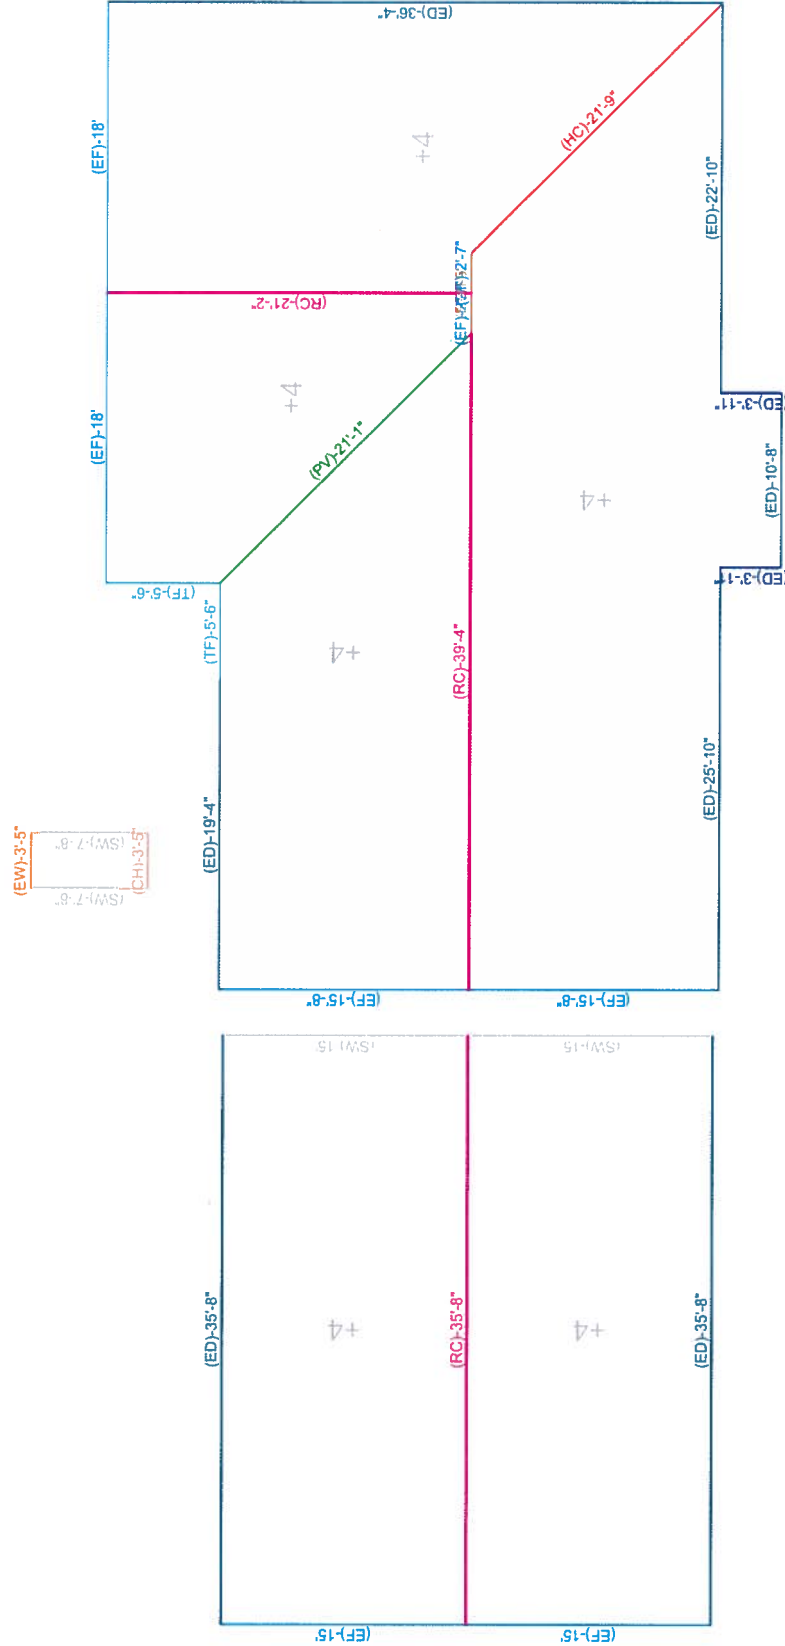 (ED)-36'-4"
(EF)-18'
+4
(HC)-21'-9"
(ED)-22'-10"
(RC)-21'-2"
(EF)-18'
+4
(PV)-21'-1"
(ED)-3'-11"
(ED)-10'-8"
+4
(ED)-3'-11"
(TF)-5'-6"
(TF)-5'-6"
+4
(RC)-39'-4"
(ED)-19'-4"
(ED)-25'-10"
(EW)-3'-5"
(SW)-7'-8"
(CH)-3'-5"
(SW)-7'-8"
(EF)-15'-8"
(EF)-15'-8"
(SW)-15'
(SW)-15'
(ED)-35'-8"
+4
(RC)-35'-8"
+4
(ED)-35'-8"
(EF)-15'
(EF)-15'